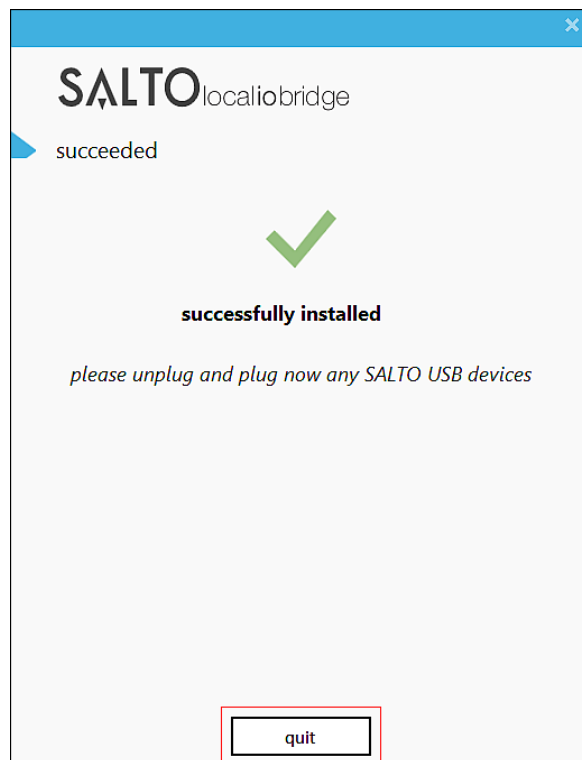 SALTO localiobridge
succeeded
successfully installed
please unplug and plug now any SALTO USB devices
quit